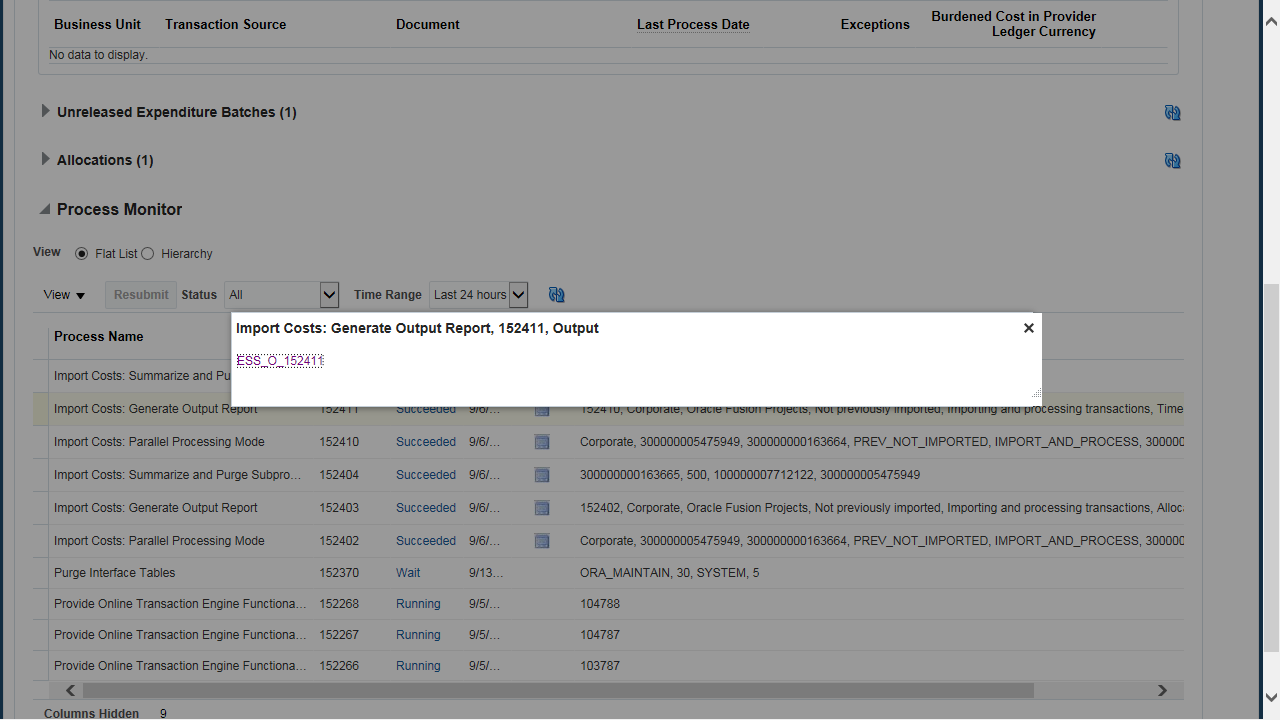 Business Unit Transaction Source Document Last Process Date Exceptions Burdened Cost in Provider
Ledger Currency
No data to display.
Unreleased Expenditure Batches (1)
Allocations (1)
Process Monitor
View Flat List Hierarchy
View Resubmit Status All Time Range Last 24 hours
Process Name
Import Costs: Generate Output Report, 152411, Output
ESS_O_152411
Import Costs: Summarize and Pu
Import Costs: Generate Output Report 152411 Succeeded 9/6/... 152410, Corporate, Oracle Fusion Projects, Not previously imported, Importing and processing transactions, Time
Import Costs: Parallel Processing Mode 152410 Succeeded 9/6/... Corporate, 300000005475949, 300000000163664, PREV_NOT_IMPORTED, IMPORT_AND_PROCESS, 300000
Import Costs: Summarize and Purge Subpro... 152404 Succeeded 9/6/... 300000000163665, 500, 100000007712122, 300000005475949
Import Costs: Generate Output Report 152403 Succeeded 9/6/... 152402, Corporate, Oracle Fusion Projects, Not previously imported, Importing and processing transactions, Alloc
Import Costs: Parallel Processing Mode 152402 Succeeded 9/6/... Corporate, 300000005475949, 300000000163664, PREV_NOT_IMPORTED, IMPORT_AND_PROCESS, 300000
Purge Interface Tables 152370 Wait 9/13... ORA_MAINTAIN, 30, SYSTEM, 5
Provide Online Transaction Engine Functiona... 152268 Running 9/5/... 104788
Provide Online Transaction Engine Functiona... 152267 Running 9/5/... 104787
Provide Online Transaction Engine Functiona... 152266 Running 9/5/... 103787
Columns Hidden 9